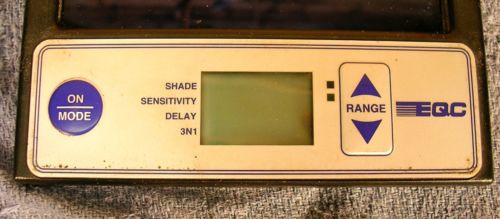 ON
MODE
SHADE
SENSITIVITY
DELAY
3N1
RANGE
EQC